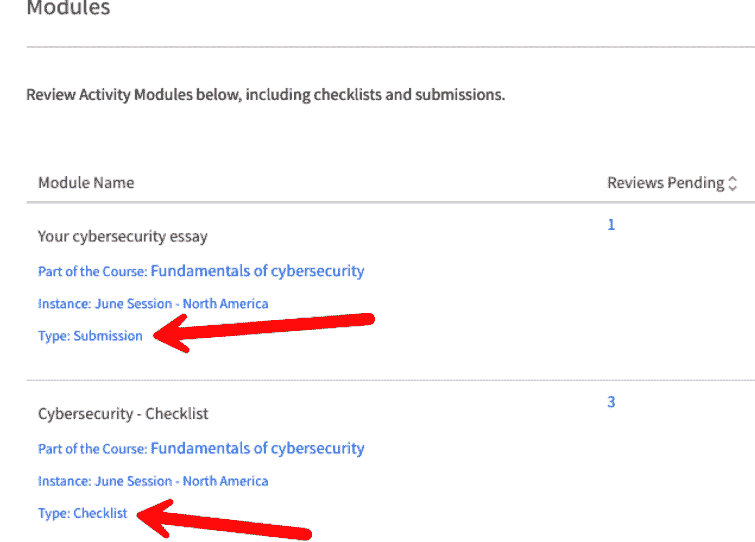 Modules
Review Activity Modules below, including checklists and submissions.
Module Name Reviews Pending
Your cybersecurity essay 1
Part of the Course: Fundamentals of cybersecurity
Instance: June Session - North America
Type: Submission
Cybersecurity - Checklist 3
Part of the Course: Fundamentals of cybersecurity
Instance: June Session - North America
Type: Checklist